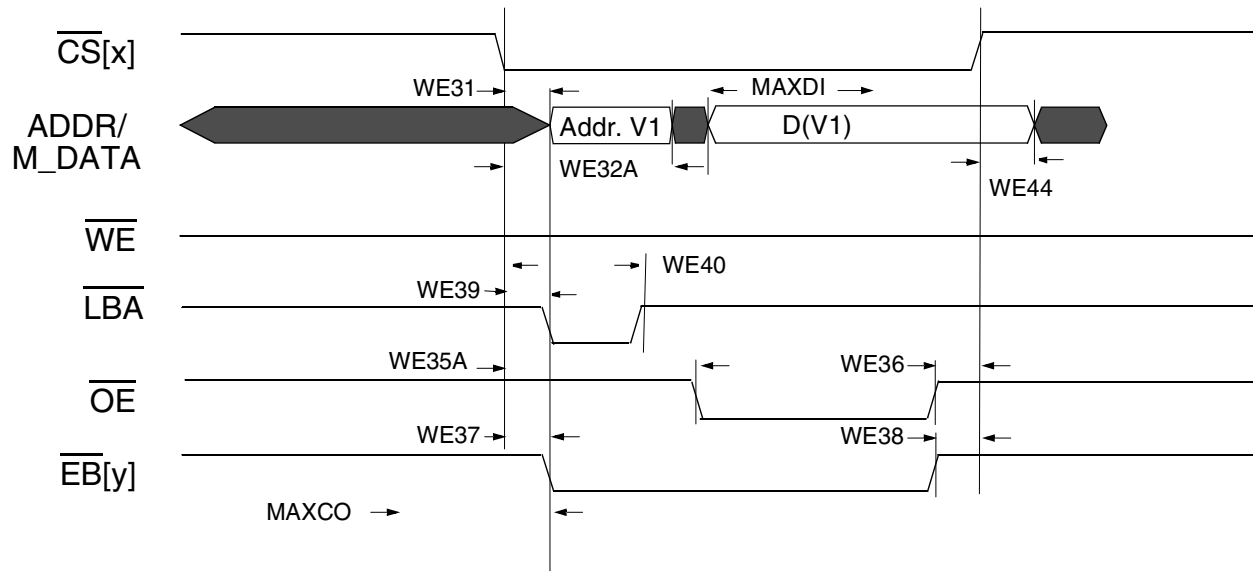 CS[x]
WE31
MAXDI
ADDR/
M_DATA
Addr. V1
D(V1)
WE32A
WE44
WE
WE40
WE39
LBA
WE35A
WE36
OE
WE37
WE38
EB[y]
MAXCO